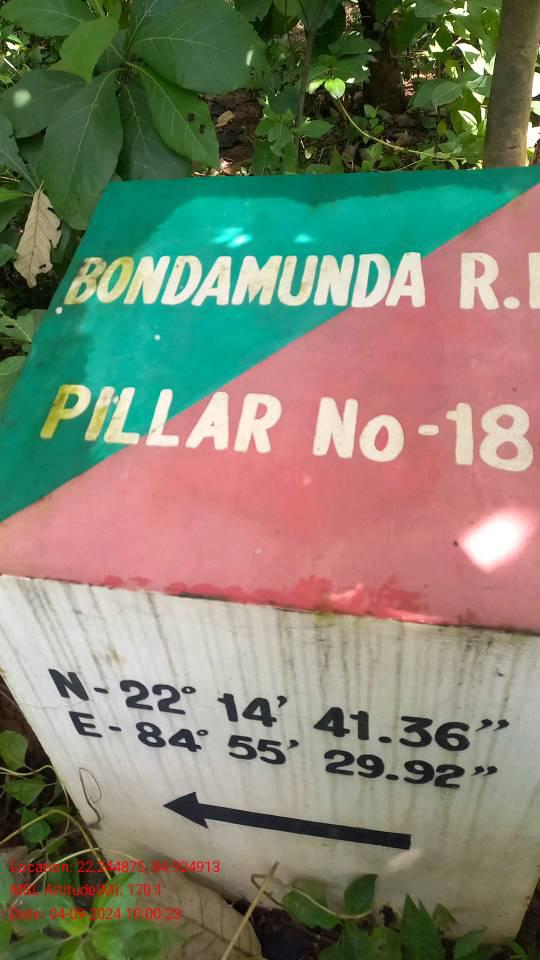 BONDAMUNDA R.
PILLAR No-18
N- 22° 14' 41.36"
E- 84° 55' 29.92"
Location: 22.244875, 84.924913
MSL Altitude(M): 170.1
Date: 04-09-2024 10:00:23